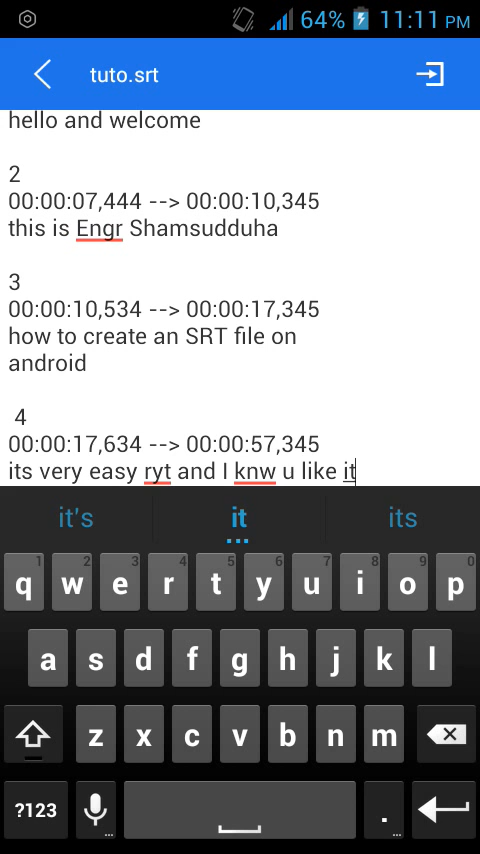 64% 11:11 PM
tuto.srt
hello and welcome
2
00:00:07,444 --> 00:00:10,345
this is Engr Shamsudduha
3
00:00:10,534 --> 00:00:17,345
how to create an SRT file on
android
4
00:00:17,634 --> 00:00:57,345
its very easy ryt and I knw u like it
it's it its
1 2 3 4 5 6 7 8 9 0
q w e r t y u i o p
a s d f g h j k l
z x c v b n m
?123 .